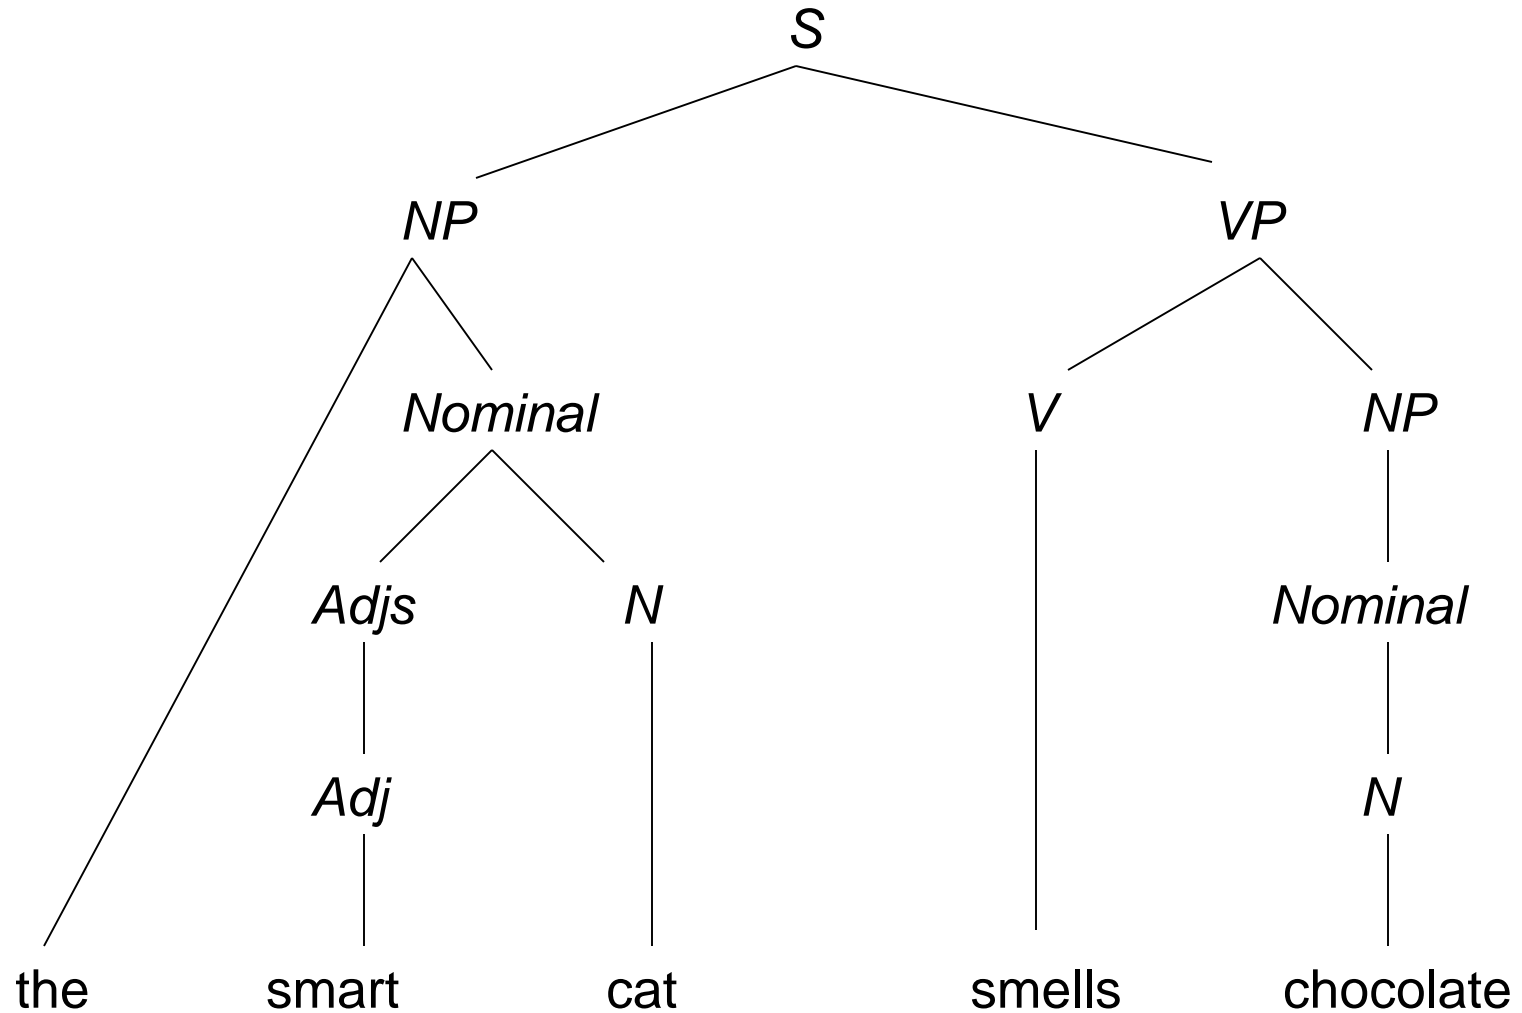 S
NP VP
Nominal V NP
Adjs N Nominal
Adj N
the smart cat smells chocolate